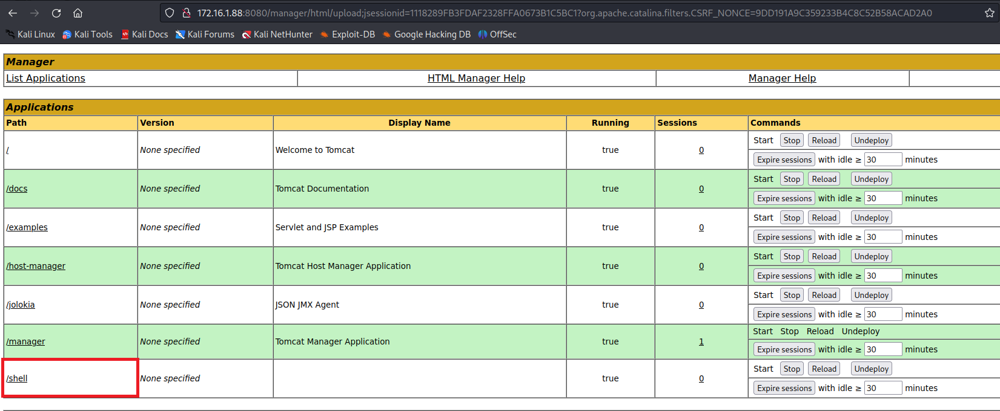 172.16.1.88:8080/manager/html/upload;jsessionid=1118289FB3FDAF2328FFA0673B1C5BC1?org.apache.catalina.filters.CSRF_NONCE=9DD191A9C359233B4C8C52B58ACAD2A0
Kali Linux Kali Tools Kali Docs Kali Forums Kali NetHunter Exploit-DB Google Hacking DB OffSec
Manager
List Applications HTML Manager Help Manager Help
Applications
Path Version Display Name Running Sessions Commands
/ None specified Welcome to Tomcat true 0 Start Stop Reload Undeploy
Expire sessions with idle ≥ 30 minutes
/docs None specified Tomcat Documentation true 0 Start Stop Reload Undeploy
Expire sessions with idle ≥ 30 minutes
/examples None specified Servlet and JSP Examples true 0 Start Stop Reload Undeploy
Expire sessions with idle ≥ 30 minutes
/host-manager None specified Tomcat Host Manager Application true 0 Start Stop Reload Undeploy
Expire sessions with idle ≥ 30 minutes
/jolokia None specified JSON JMX Agent true 0 Start Stop Reload Undeploy
Expire sessions with idle ≥ 30 minutes
/manager None specified Tomcat Manager Application true 1 Start Stop Reload Undeploy
Expire sessions with idle ≥ 30 minutes
/shell None specified true 0 Start Stop Reload Undeploy
Expire sessions with idle ≥ 30 minutes